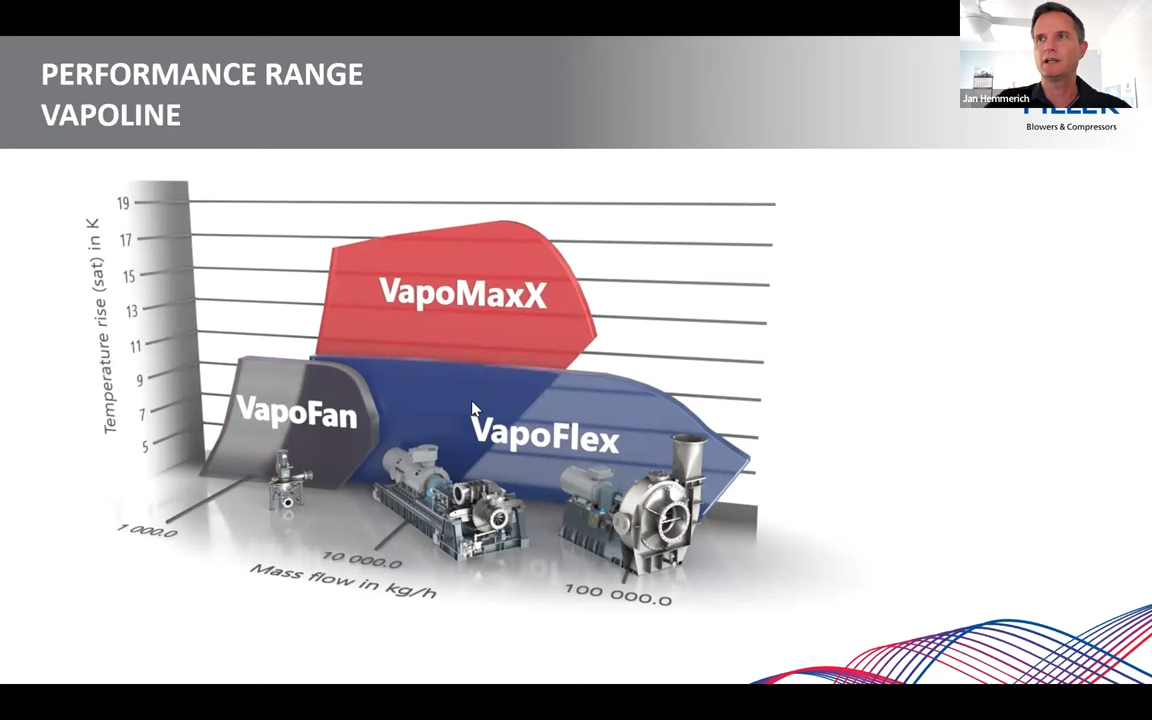 PERFORMANCE RANGE
VAPOLINE
Jan Hemmerich
Blowers & Compressors
Temperature rise (sat) in K
19
17
15
13
11
9
7
5
VapoMaxX
VapoFan
VapoFlex
1 000.0
10 000.0
100 000.0
Mass flow in kg/h